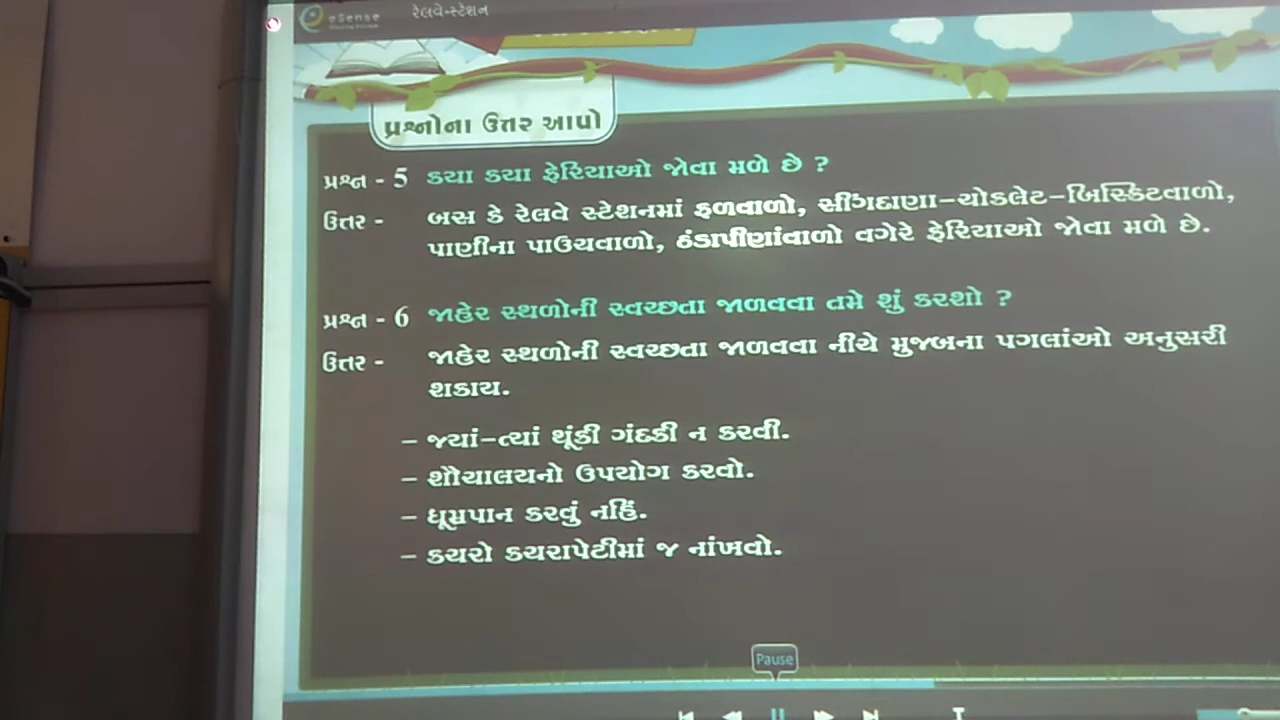 eSense
રેલવેસ્ટેશન
પ્રશ્નોના ઉત્તર આપો
પ્રશ્ન - 5 કયા કયા ફેરિયાઓ જોવા મળે છે ?
ઉત્તર - બસ કે રેલવે સ્ટેશનમાં ફળવાળો, સીંગદાણા-ચોકલેટ-બિસ્કિટવાળો,
પાણીના પાઉચવાળો, ઠંડાપીણાંવાળો વગેરે ફેરિયાઓ જોવા મળે છે.
પ્રશ્ન - 6 જાહેર સ્થળોની સ્વચ્છતા જાળવવા તમે શું કરશો ?
ઉત્તર - જાહેર સ્થળોની સ્વચ્છતા જાળવવા નીચે મુજબના પગલાંઓ અનુસરી
શકાય.
- જ્યાં-ત્યાં થૂંકી ગંદકી ન કરવી.
- શૌચાલયનો ઉપયોગ કરવો.
- ધૂમ્રપાન કરવું નહિં.
- કચરો કચરાપેટીમાં જ નાંખવો.
Pause